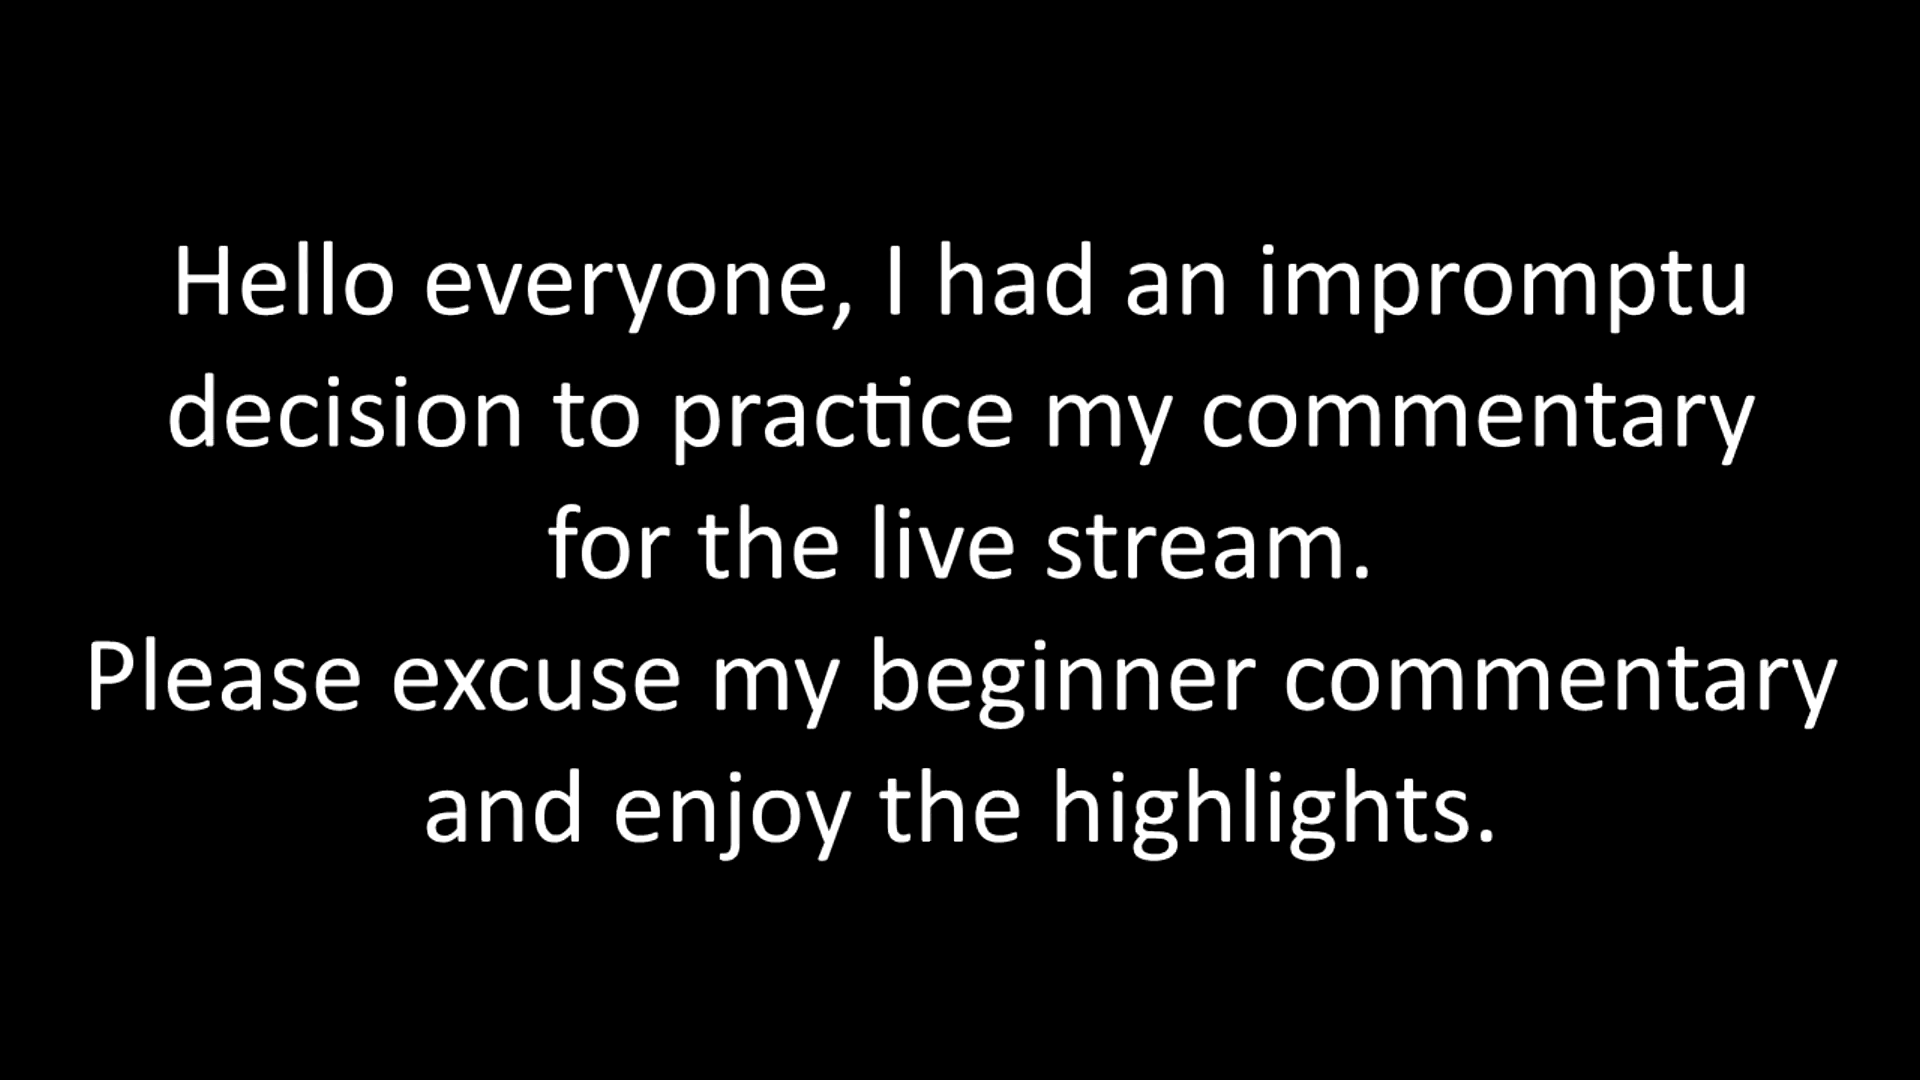 Hello everyone, I had an impromptu
decision to practice my commentary
for the live stream.
Please excuse my beginner commentary
and enjoy the highlights.